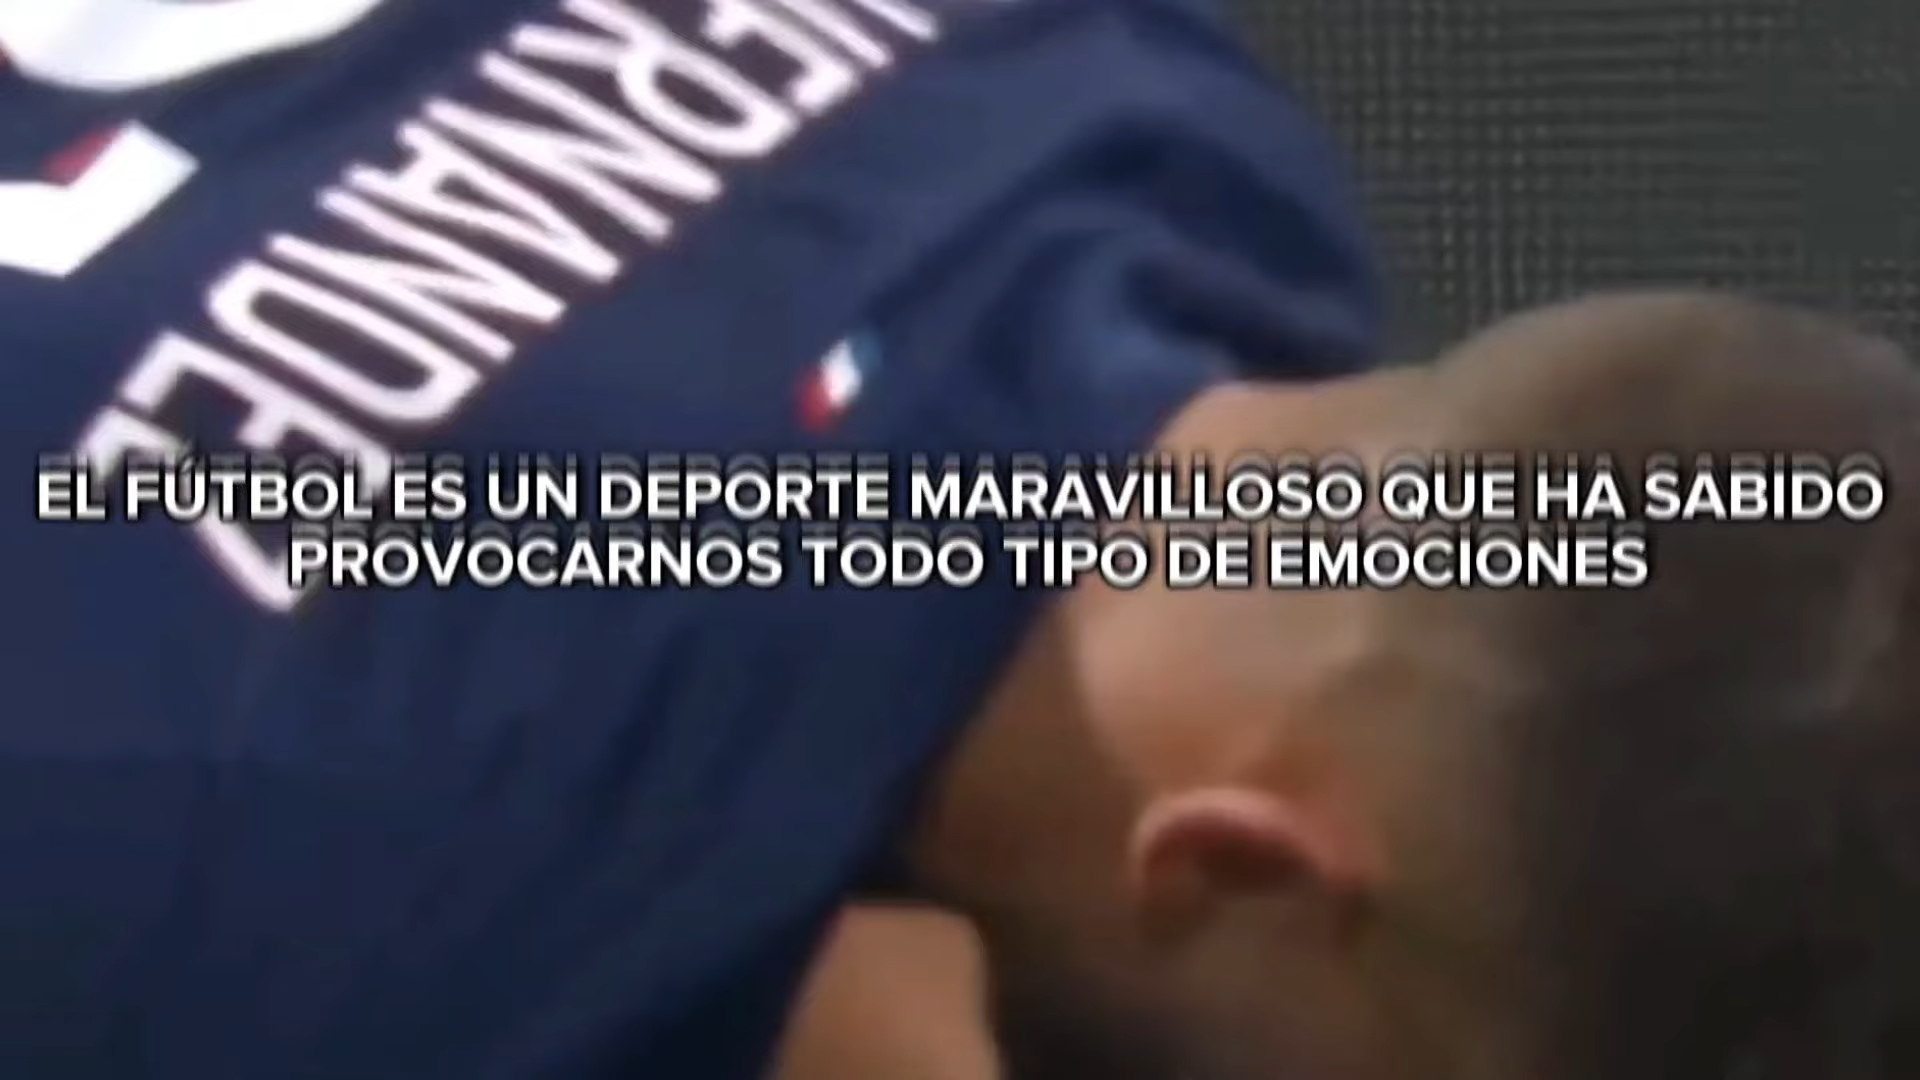 HERNANDEZ
EL FÚTBOL ES UN DEPORTE MARAVILLOSO QUE HA SABIDO
PROVOCARNOS TODO TIPO DE EMOCIONES